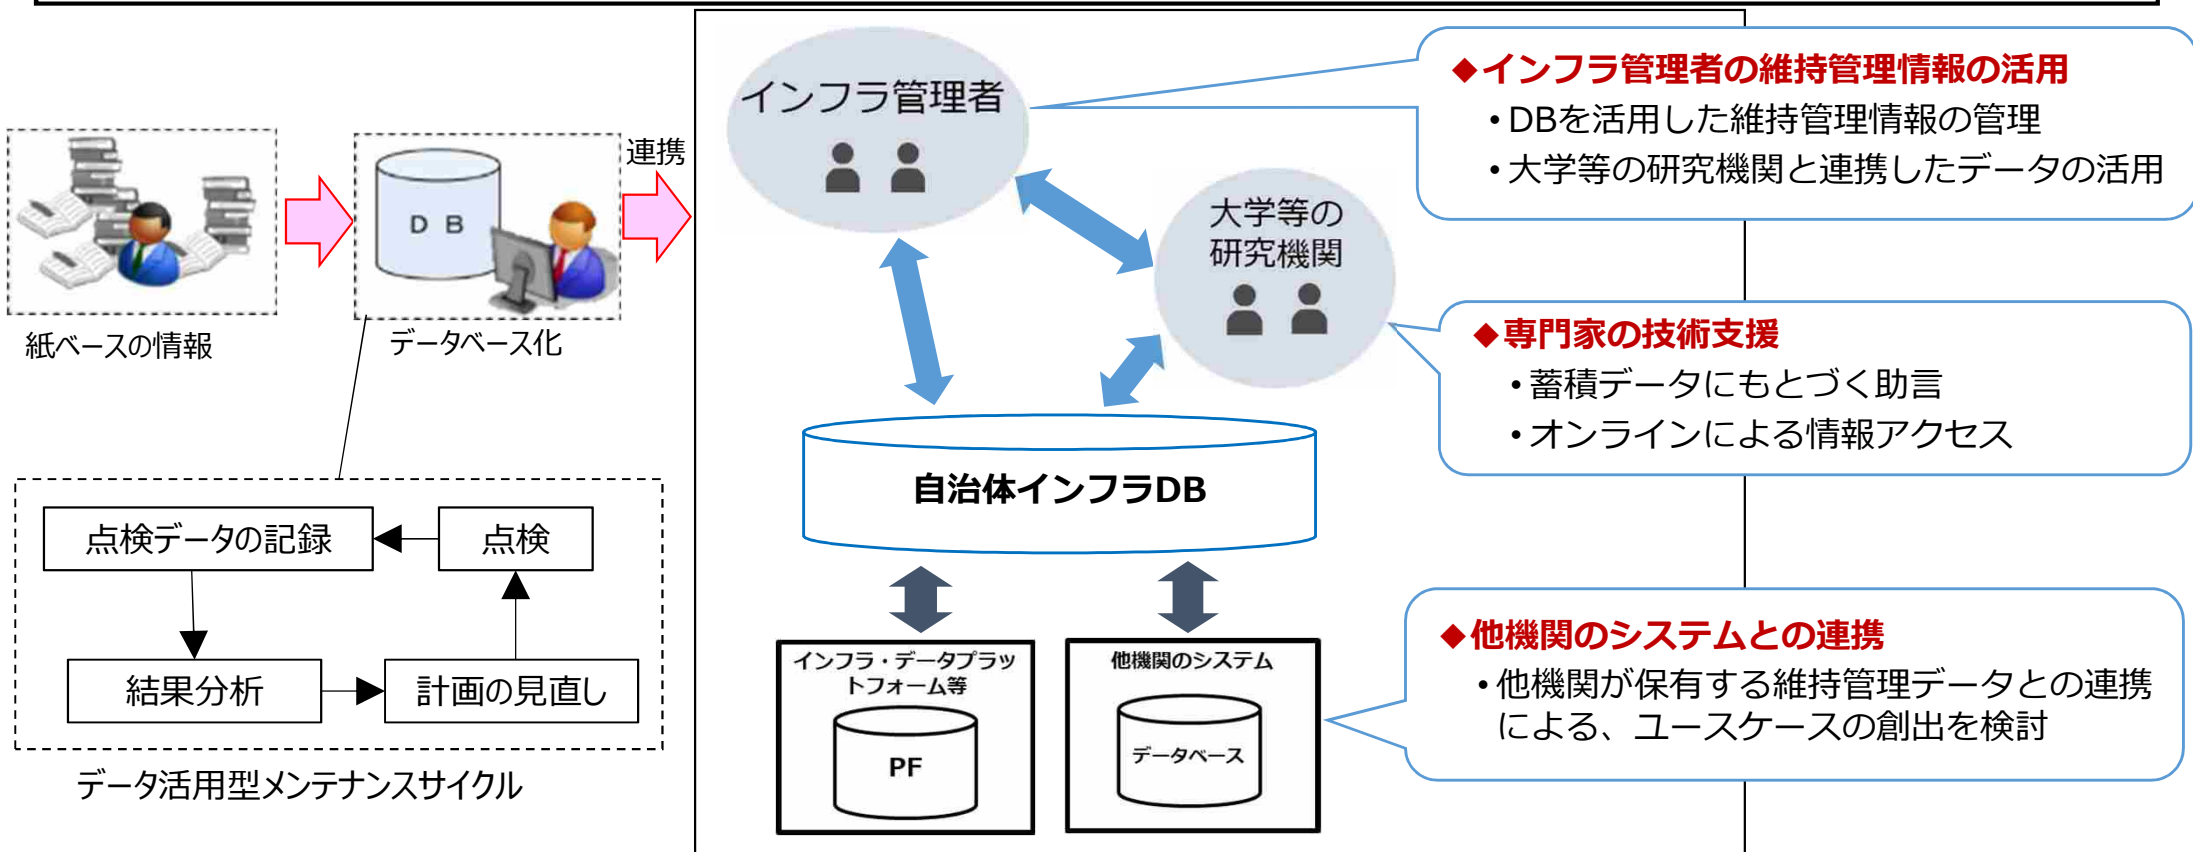 紙ベースの情報
D B
データベース化
連携
点検データの記録
点検
結果分析
計画の見直し
データ活用型メンテナンスサイクル
インフラ管理者
大学等の
研究機関
自治体インフラDB
インフラ・データプラッ
トフォーム等
PF
他機関のシステム
データベース
◆インフラ管理者の維持管理情報の活用
•DBを活用した維持管理情報の管理
•大学等の研究機関と連携したデータの活用
◆専門家の技術支援
•蓄積データにもとづく助言
•オンラインによる情報アクセス
◆他機関のシステムとの連携
•他機関が保有する維持管理データとの連携
による、ユースケースの創出を検討